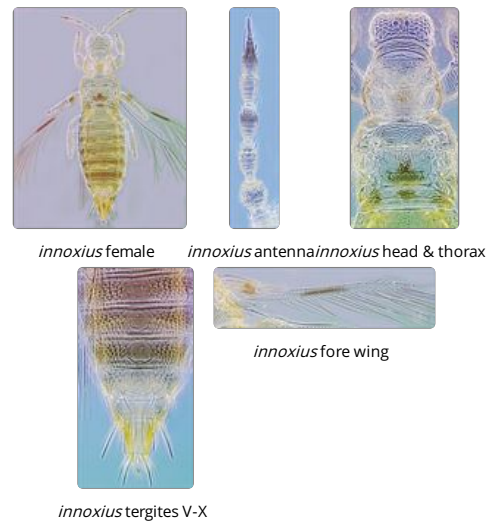 innoxius female
innoxius antenna
innoxius head & thorax
innoxius fore wing
innoxius tergites V-X